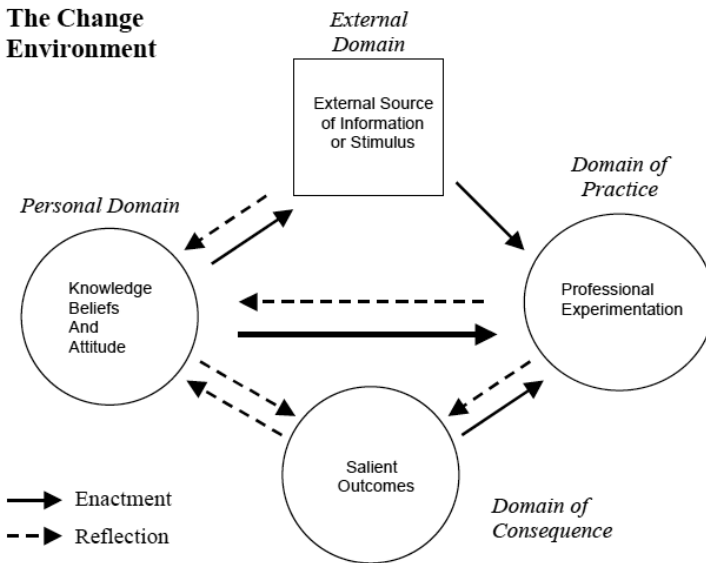 The Change
Environment
External
Domain
External Source
of Information
or Stimulus
Domain of
Practice
Personal Domain
Knowledge
Beliefs
And
Attitude
Professional
Experimentation
Salient
Outcomes
Enactment
Reflection
Domain of
Consequence